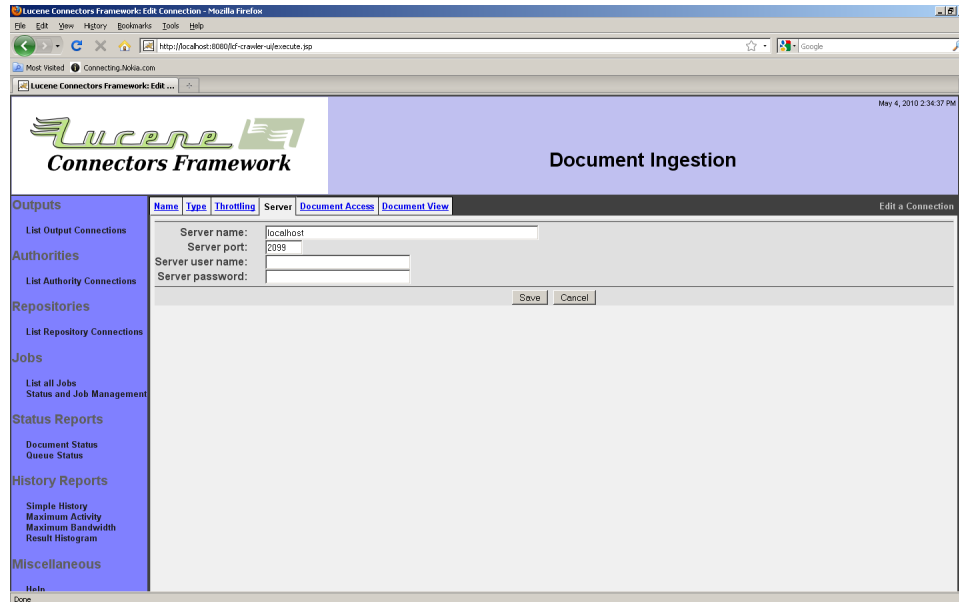 Lucene Connectors Framework: Edit Connection - Mozilla Firefox
File Edit View History Bookmarks Tools Help
http://localhost:8080/lcf-crawler-ui/execute.jsp
Google
Most Visited Connecting.Nokia.com
Lucene Connectors Framework: Edit ...
May 4, 2010 2:34:37 PM
Lucene
Connectors Framework
Document Ingestion
Outputs
List Output Connections
Authorities
List Authority Connections
Repositories
List Repository Connections
Jobs
List all Jobs
Status and Job Management
Status Reports
Document Status
Queue Status
History Reports
Simple History
Maximum Activity
Maximum Bandwidth
Result Histogram
Miscellaneous
Help
Name Type Throttling Server Document Access Document View
Edit a Connection
Server name: localhost
Server port: 2099
Server user name:
Server password:
Save Cancel
Done